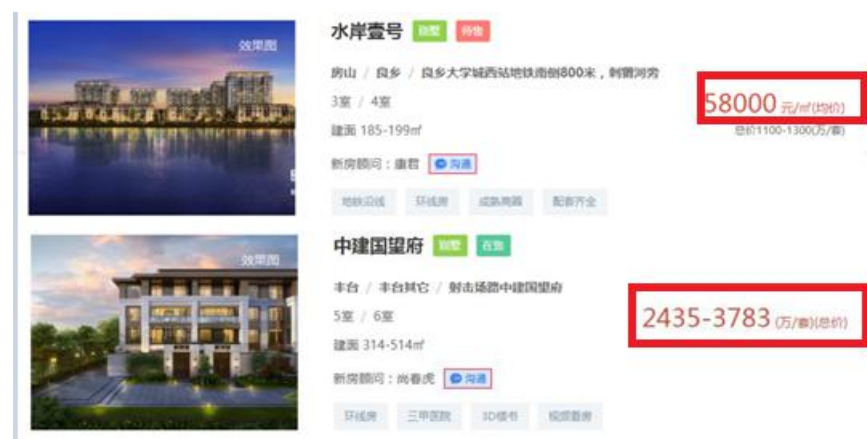 效果图
水岸壹号 别墅 待售
房山 / 良乡 / 良乡大学城西站地铁南侧800米，刺猬河旁
3室 / 4室
58000 元/㎡(均价)
建面 185-199㎡
总价1100-1300(万/套)
新房顾问：康君 沟通
地铁沿线 环线房 成熟商圈 配套齐全
效果图
中建国望府 别墅 在售
丰台 / 丰台其它 / 射击场路中建国望府
5室 / 6室
2435-3783 (万/套)(总价)
建面 314-514㎡
新房顾问：尚春虎 沟通
环线房 三甲医院 3D楼书 视频看房